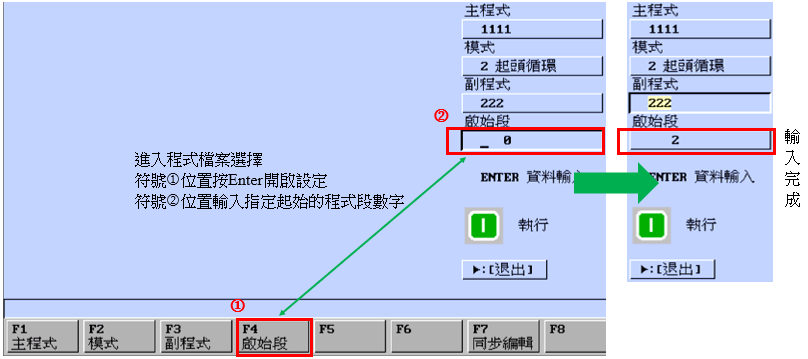 主程式
1111
模式
2 起頭循環
副程式
222
啟始段
②
_ 0
ENTER 資料輸入
執行
▶:[退出]
主程式
1111
模式
2 起頭循環
副程式
222
啟始段
2
ENTER 資料輸入
執行
▶:[退出]
輸
入
完
成
進入程式檔案選擇
符號①位置按Enter開啟設定
符號②位置輸入指定起始的程式段數字
①
F1
主程式
F2
模式
F3
副程式
F4
啟始段
F5
F6
F7
同步編輯
F8